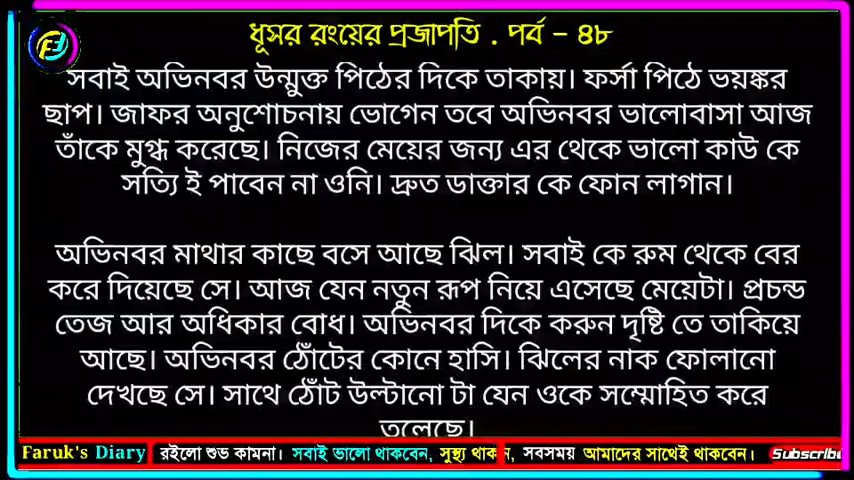 ধূসর রংয়ের প্রজাপতি . পর্ব – ৪৮
সবাই অভিনবর উন্মুক্ত পিঠের দিকে তাকায়। ফর্সা পিঠে ভয়ঙ্কর
ছাপ। জাফর অনুশোচনায় ভোগেন তবে অভিনবর ভালোবাসা আজ
তাঁকে মুগ্ধ করেছে। নিজের মেয়ের জন্য এর থেকে ভালো কাউ কে
সত্যি ই পাবেন না ওনি। দ্রুত ডাক্তার কে ফোন লাগান।
অভিনবর মাথার কাছে বসে আছে ঝিল। সবাই কে রুম থেকে বের
করে দিয়েছে সে। আজ যেন নতুন রূপ নিয়ে এসেছে মেয়েটা। প্রচন্ড
তেজ আর অধিকার বোধ। অভিনবর দিকে করুন দৃষ্টি তে তাকিয়ে
আছে। অভিনবর ঠোঁটের কোনে হাসি। ঝিলের নাক ফোলানো
দেখছে সে। সাথে ঠোঁট উল্টানো টা যেন ওকে সম্মোহিত করে
তুলেছে।
Faruk's Diary রইলো শুভ কামনা। সবাই ভালো থাকবেন, সুস্থ্য থাকবেন, সবসময় আমাদের সাথেই থাকবেন। Subscribe